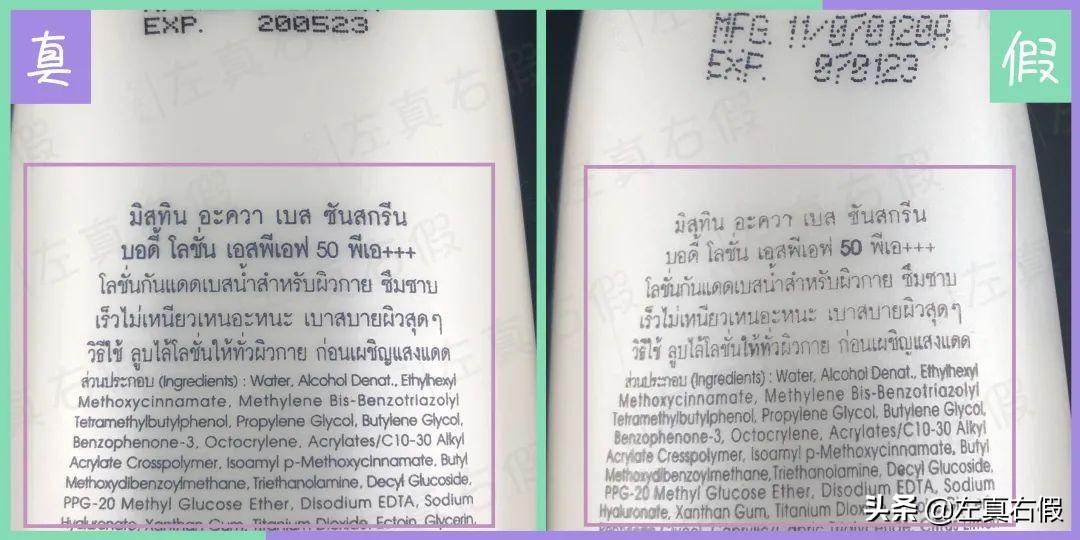 真
EXP. 200523
มิสทิน อะควา เบส ซันสกรีน
บอดี้ โลชั่น เอสพีเอฟ 50 พีเอ+++
โลชั่นกันแดดเบสน้ำสำหรับผิวกาย ซึมซาบ
เร็วไม่เหนียวเหนอะหนะ เบาสบายผิวสุดๆ
วิธีใช้ ลูบไล้โลชั่นให้ทั่วผิวกาย ก่อนเผชิญแสงแดด
ส่วนประกอบ (Ingredients) : Water, Alcohol Denat., Ethylhexyl
Methoxycinnamate, Methylene Bis-Benzotriazolyl
Tetramethylbutylphenol, Propylene Glycol, Butylene Glycol,
Benzophenone-3, Octocrylene, Acrylates/C10-30 Alkyl
Acrylate Crosspolymer, Isoamyl p-Methoxycinnamate, Butyl
Methoxydibenzoylmethane, Triethanolamine, Decyl Glucoside,
PPG-20 Methyl Glucose Ether, Disodium EDTA, Sodium
Hyaluronate, Xanthan Gum, Titanium Dioxide, Ectoin, Glycerin,
假
MFG. 11/070120A
EXP. 070123
มิสทิน อะควา เบส ซันสกรีน
บอดี้ โลชั่น เอสพีเอฟ 50 พีเอ+++
โลชั่นกันแดดเบสน้ำสำหรับผิวกาย ซึมซาบ
เร็วไม่เหนียวเหนอะหนะ เบาสบายผิวสุดๆ
วิธีใช้ ลูบไล้โลชั่นให้ทั่วผิวกาย ก่อนเผชิญแสงแดด
ส่วนประกอบ (Ingredients) : Water, Alcohol Denat., Ethylhexyl
Methoxycinnamate, Methylene Bis-Benzotriazolyl
Tetramethylbutylphenol, Propylene Glycol, Butylene Glycol,
Benzophenone-3, Octocrylene, Acrylates/C10-30 Alkyl
Acrylate Cresspolymer, Isoamyl p-Methoxycinnamate, Butyl
Methoxydibenzoylmethane, Triethanolamine, Decyl Glucoside,
PPG-20 Methyl Glucose Ether, Disodium EDTA, Sodium
Hyaluronate, Xanthan Gum, Titanium
头条 @左真右假
左真右假